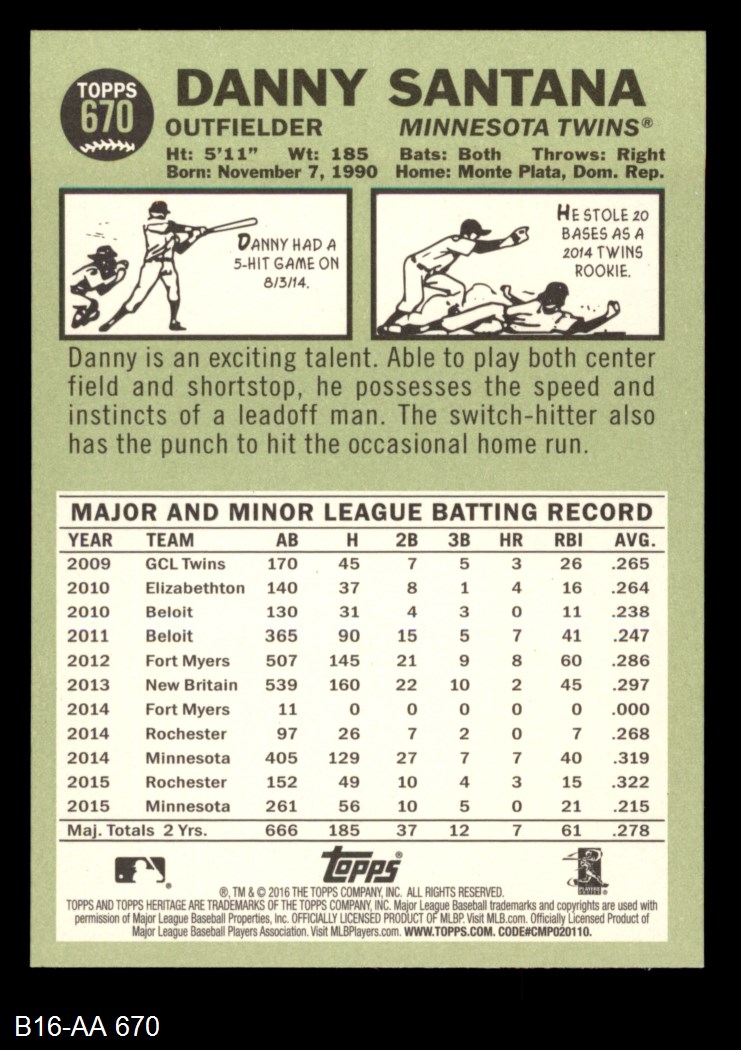 TOPPS
670
DANNY SANTANA
OUTFIELDER MINNESOTA TWINS®
Ht: 5'11" Wt: 185 Bats: Both Throws: Right
Born: November 7, 1990 Home: Monte Plata, Dom. Rep.
DANNY HAD A
5-HIT GAME ON
8/3/14.
HE STOLE 20
BASES AS A
2014 TWINS
ROOKIE.
Danny is an exciting talent. Able to play both center
field and shortstop, he possesses the speed and
instincts of a leadoff man. The switch-hitter also
has the punch to hit the occasional home run.
MAJOR AND MINOR LEAGUE BATTING RECORD
YEAR TEAM AB H 2B 3B HR RBI AVG.
2009 GCL Twins 170 45 7 5 3 26 .265
2010 Elizabethton 140 37 8 1 4 16 .264
2010 Beloit 130 31 4 3 0 11 .238
2011 Beloit 365 90 15 5 7 41 .247
2012 Fort Myers 507 145 21 9 8 60 .286
2013 New Britain 539 160 22 10 2 45 .297
2014 Fort Myers 11 0 0 0 0 0 .000
2014 Rochester 97 26 7 2 0 7 .268
2014 Minnesota 405 129 27 7 7 40 .319
2015 Rochester 152 49 10 4 3 15 .322
2015 Minnesota 261 56 10 5 0 21 .215
Maj. Totals 2 Yrs. 666 185 37 12 7 61 .278
topps®
®, TM & © 2016 THE TOPPS COMPANY, INC. ALL RIGHTS RESERVED.
TOPPS AND TOPPS HERITAGE ARE TRADEMARKS OF THE TOPPS COMPANY, INC. Major League Baseball trademarks and copyrights are used with
permission of Major League Baseball Properties, Inc. OFFICIALLY LICENSED PRODUCT OF MLBP. Visit MLB.com. Officially Licensed Product of
Major League Baseball Players Association. Visit MLBPlayers.com. WWW.TOPPS.COM. CODE#CMP020110.
B16-AA 670